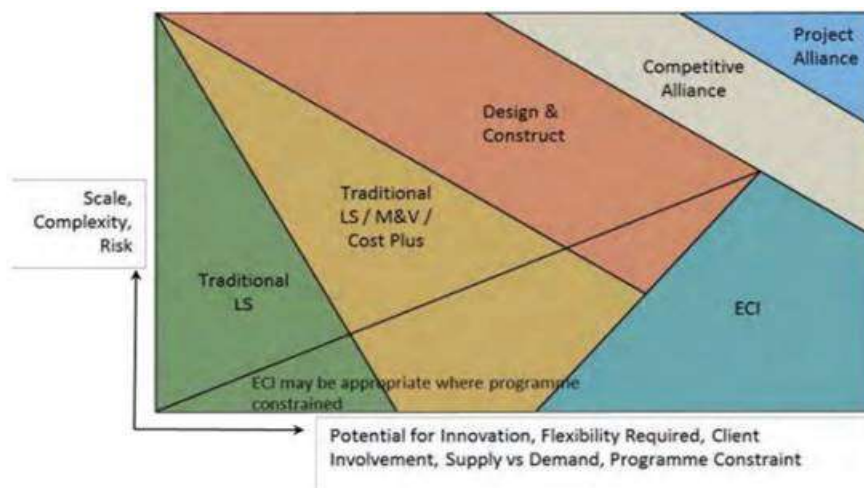 Project
Alliance
Competitive
Alliance
Design &
Construct
Scale,
Complexity,
Risk
Traditional
LS / M&V /
Cost Plus
Traditional
LS
ECI
ECI may be appropriate where programme
constrained
Potential for Innovation, Flexibility Required, Client
Involvement, Supply vs Demand, Programme Constraint